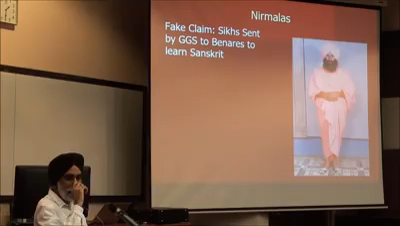 Nirmalas
Fake Claim: Sikhs Sent
by GGS to Benares to
learn Sanskrit